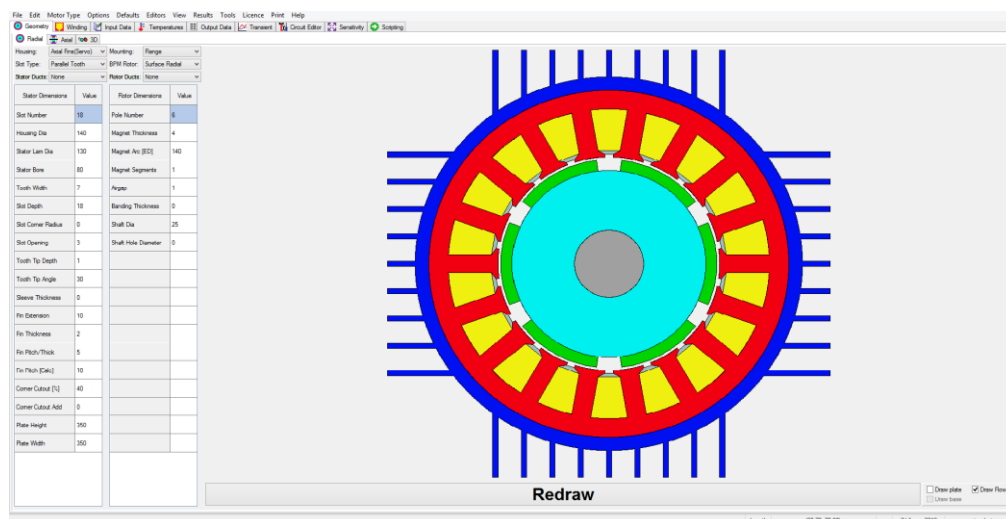 File Edit Motor Type Options Defaults Editors View Results Tools Licence Print Help
Geometry Winding Input Data Temperatures Output Data Transient Circuit Editor Sensitivity Scripting
Radial Axial 3D
Housing: Axial Fins(Servo) Mounting: Flange
Slot Type: Parallel Tooth BPM Rotor: Surface Radial
Stator Ducts: None Rotor Ducts: None
Stator Dimensions Value Rotor Dimensions Value
Slot Number 18 Pole Number 6
Housing Dia 140 Magnet Thickness 4
Stator Lam Dia 130 Magnet Arc [ED] 140
Stator Bore 80 Magnet Segments 1
Tooth Width 7 Airgap 1
Slot Depth 18 Banding Thickness 0
Slot Corner Radius 0 Shaft Dia 25
Slot Opening 3 Shaft Hole Diameter 0
Tooth Tip Depth 1
Tooth Tip Angle 30
Sleeve Thickness 0
Fin Extension 10
Fin Thickness 2
Fin Pitch/Thick 5
Fin Pitch [Calc] 10
Corner Cutout [%] 40
Corner Cutout Add 0
Plate Height 350
Plate Width 350
Redraw
Draw plate Draw Flow
Draw base